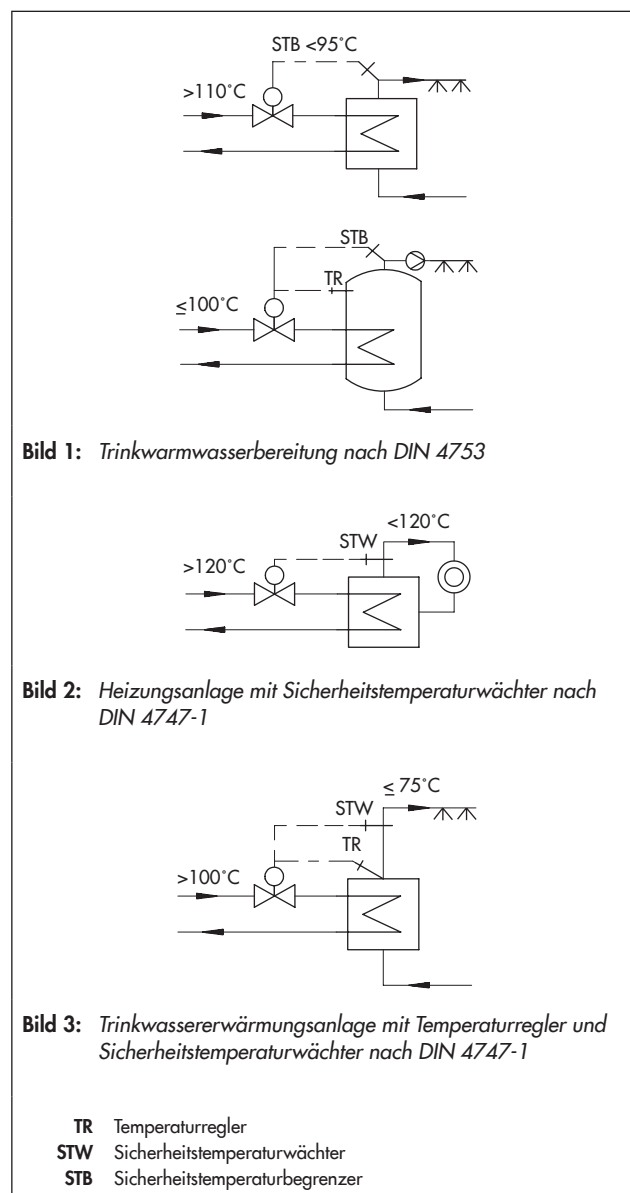 STB <95°C
>110°C
STB
TR
≤100°C
Bild 1: Trinkwarmwasserbereitung nach DIN 4753
<120°C
STW
>120°C
Bild 2: Heizungsanlage mit Sicherheitstemperaturwächter nach
DIN 4747-1
≤ 75°C
STW
TR
>100°C
Bild 3: Trinkwassererwärmungsanlage mit Temperaturregler und
Sicherheitstemperaturwächter nach DIN 4747-1
TR Temperaturregler
STW Sicherheitstemperaturwächter
STB Sicherheitstemperaturbegrenzer